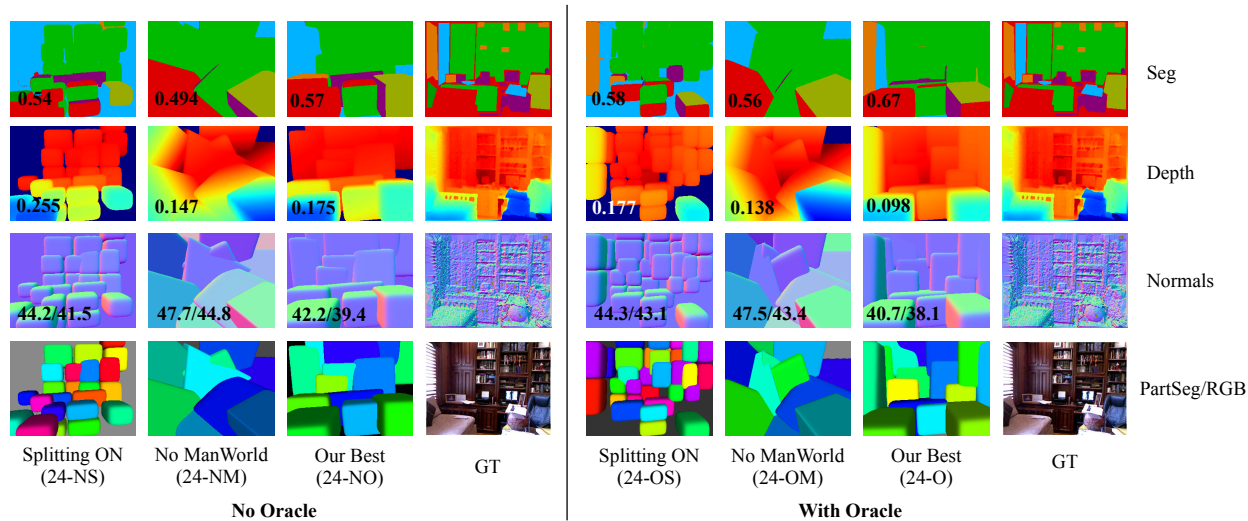 0.54 0.494 0.57 0.58 0.56 0.67 Seg
0.255 0.147 0.175 0.177 0.138 0.098 Depth
44.2/41.5 47.7/44.8 42.2/39.4 44.3/43.1 47.5/43.4 40.7/38.1 Normals
PartSeg/RGB
Splitting ON No ManWorld Our Best GT Splitting ON No ManWorld Our Best GT
(24-NS) (24-NM) (24-NO) (24-OS) (24-OM) (24-O)
No Oracle With Oracle